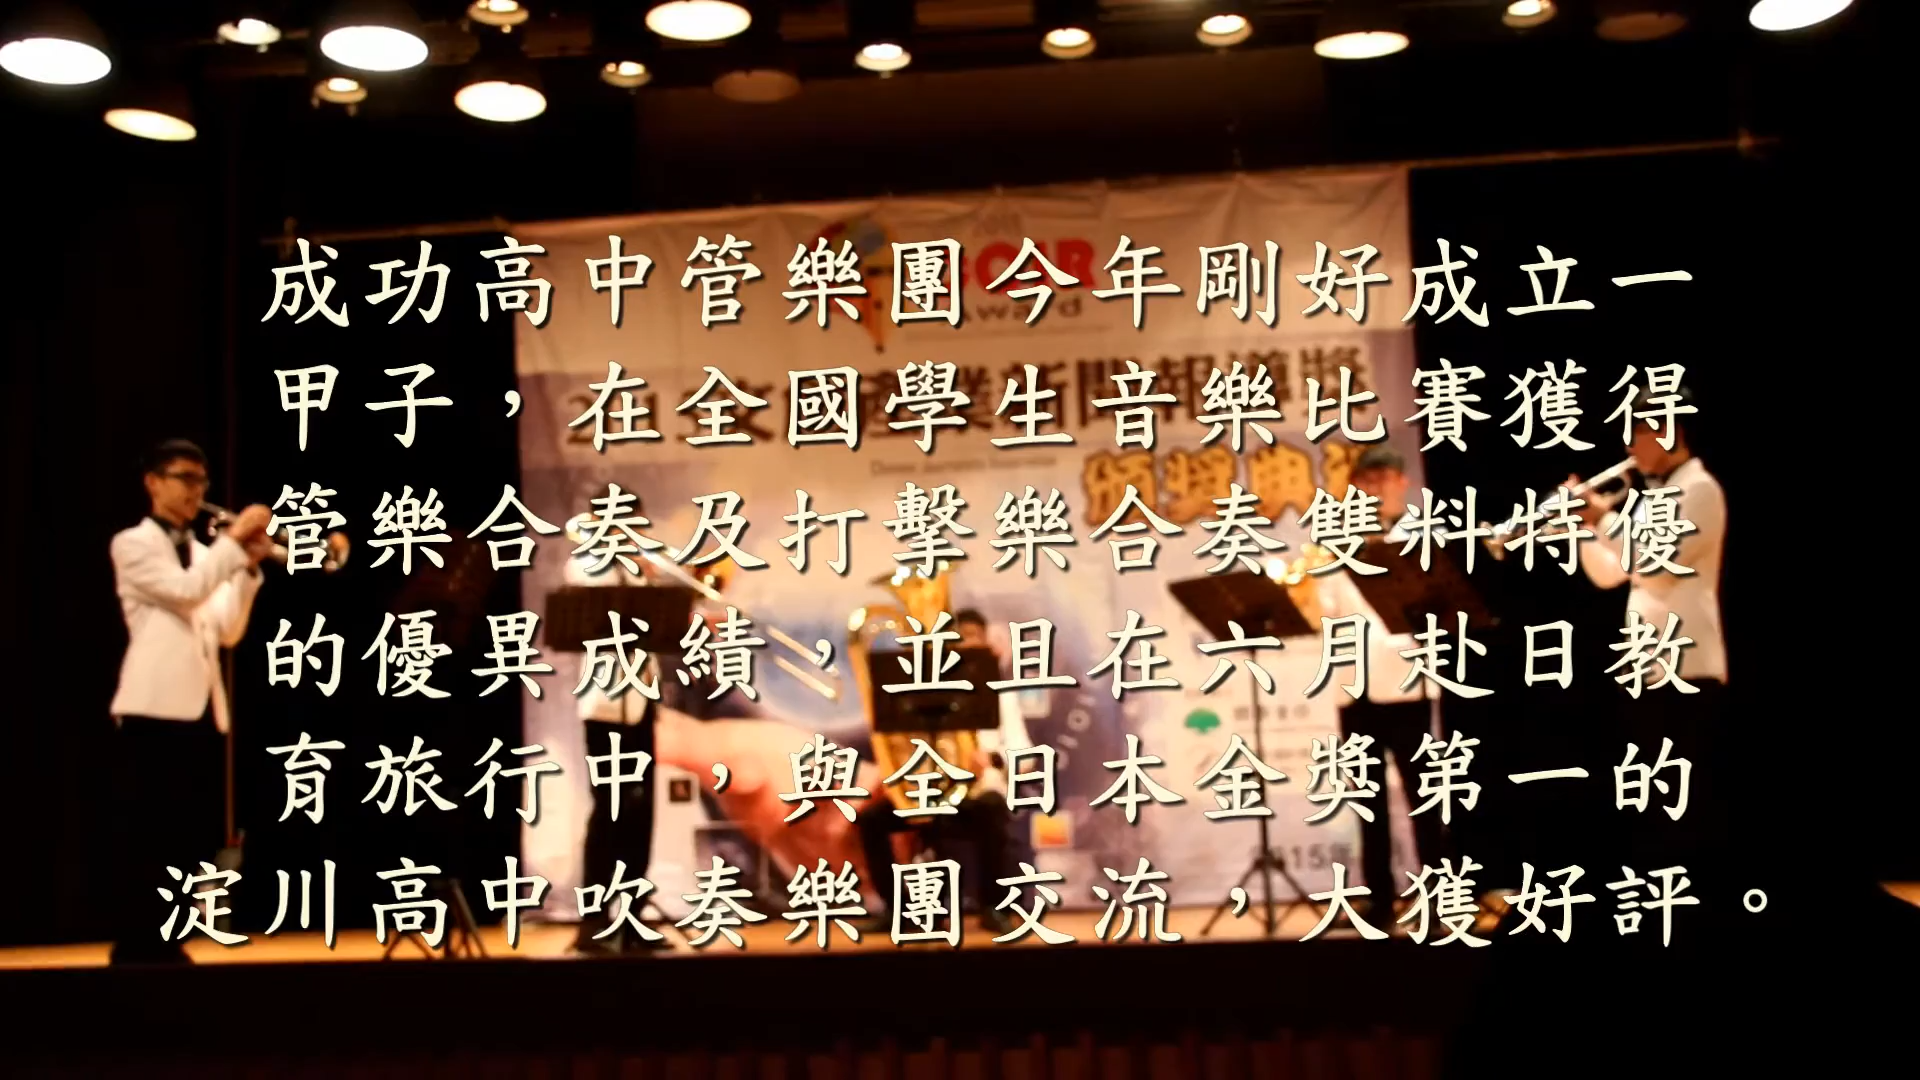 成功高中管樂團今年剛好成立一
甲子，在全國學生音樂比賽獲得
管樂合奏及打擊樂合奏雙料特優
的優異成績，並且在六月赴日教
育旅行中，與全日本金獎第一的
淀川高中吹奏樂團交流，大獲好評。
Award
頒獎典